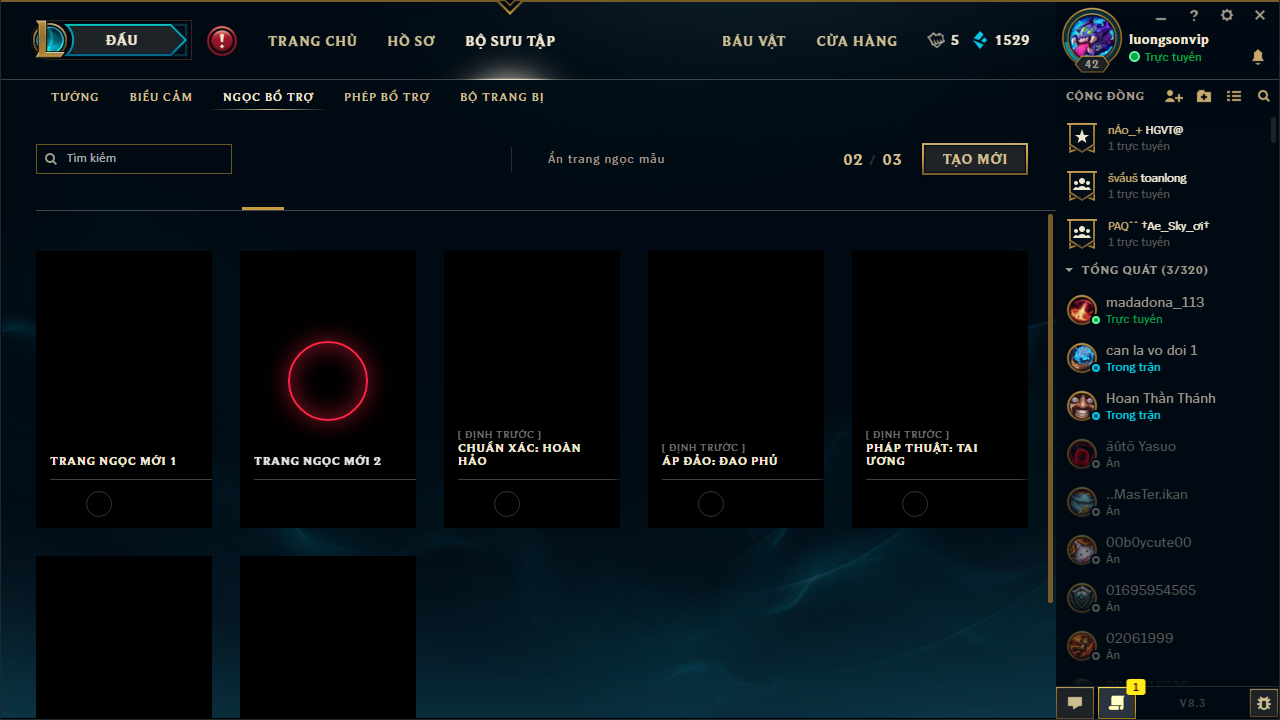 ĐẤU
TRANG CHỦ
HỒ SƠ
BỘ SƯU TẬP
BÁU VẬT
CỬA HÀNG
5
1529
42
luongsonvip
Trực tuyến
TƯỚNG
BIỂU CẢM
NGỌC BỔ TRỢ
PHÉP BỔ TRỢ
BỘ TRANG BỊ
CỘNG ĐỒNG
Tìm kiếm
Ẩn trang ngọc mẫu
02 / 03
TẠO MỚI
TRANG NGỌC MỚI 1
TRANG NGỌC MỚI 2
[ ĐỊNH TRƯỚC ]
CHUẨN XÁC: HOÀN
HẢO
[ ĐỊNH TRƯỚC ]
ÁP ĐẢO: ĐAO PHỦ
[ ĐỊNH TRƯỚC ]
PHÁP THUẬT: TAI
ƯƠNG
nÁo_+ HGVT@
1 trực tuyến
švấuš toanlong
1 trực tuyến
PAQˆˆ †Ae_Sky_ơi†
1 trực tuyến
TỔNG QUÁT (3/320)
madadona_113
Trực tuyến
can la vo doi 1
Trong trận
Hoan Thần Thánh
Trong trận
äûtö Yasuo
Ẩn
..MasTer.ikan
Ẩn
00b0ycute00
Ẩn
01695954565
Ẩn
02061999
Ẩn
1
V8.3